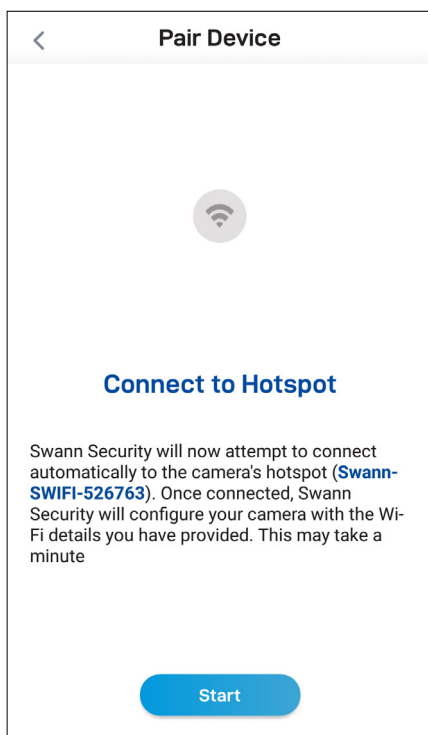 Pair Device
Connect to Hotspot
Swann Security will now attempt to connect
automatically to the camera's hotspot (Swann-
SWIFI-526763). Once connected, Swann
Security will configure your camera with the Wi-
Fi details you have provided. This may take a
minute
Start